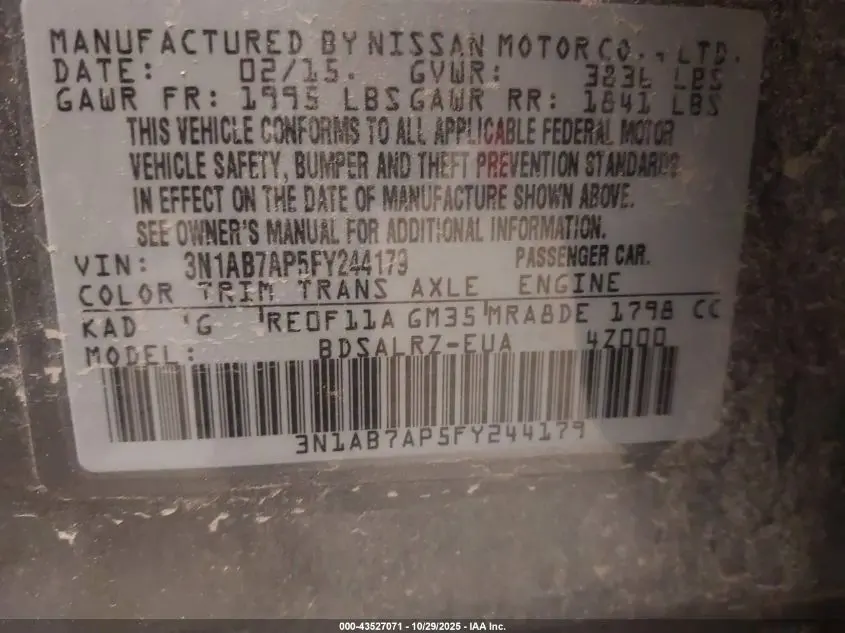 MANUFACTURED BY NISSAN MOTOR CO., LTD.
DATE: 02/15. GVWR: LBS
GAWR FR: 1995 LBS GAWR RR: 1841 LBS
THIS VEHICLE CONFORMS TO ALL APPLICABLE FEDERAL MOTOR
VEHICLE SAFETY, BUMPER AND THEFT PREVENTION STANDARDS
IN EFFECT ON THE DATE OF MANUFACTURE SHOWN ABOVE.
SEE OWNER'S MANUAL FOR ADDITIONAL INFORMATION.
VIN: 3N1AB7AP5FY244179 PASSENGER CAR.
COLOR TRIM TRANS AXLE ENGINE
KAD G RE0F11A GM35 MRA8DE 1798 CC
MODEL: BDSALRZ-EUA 4Z000
3N1AB7AP5FY244179
000-43527071 - 10/29/2025 - IAA Inc.